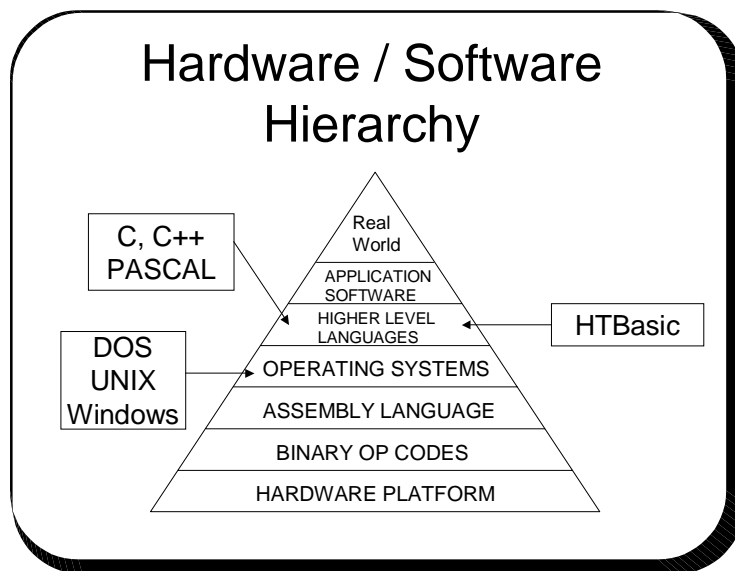 Hardware / Software
Hierarchy
C, C++
PASCAL
DOS
UNIX
Windows
Real
World
APPLICATION
SOFTWARE
HIGHER LEVEL
LANGUAGES
OPERATING SYSTEMS
ASSEMBLY LANGUAGE
BINARY OP CODES
HARDWARE PLATFORM
HTBasic